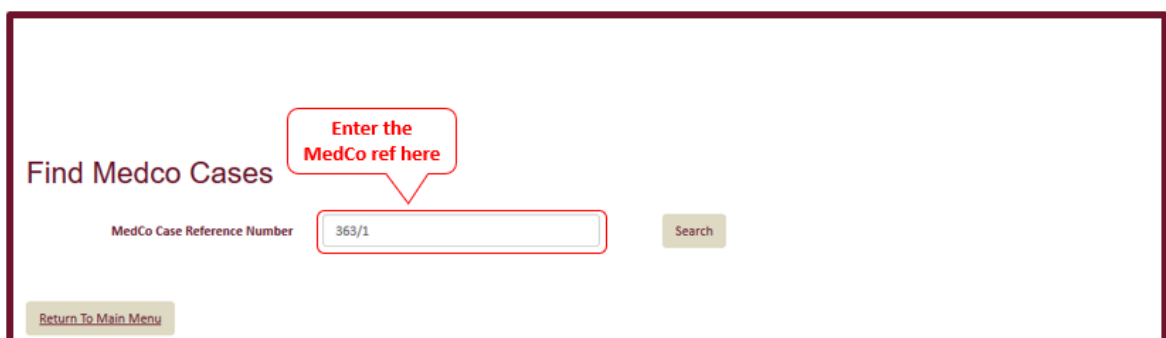 Enter the
MedCo ref here
Find Medco Cases
MedCo Case Reference Number 363/1 Search
Return To Main Menu